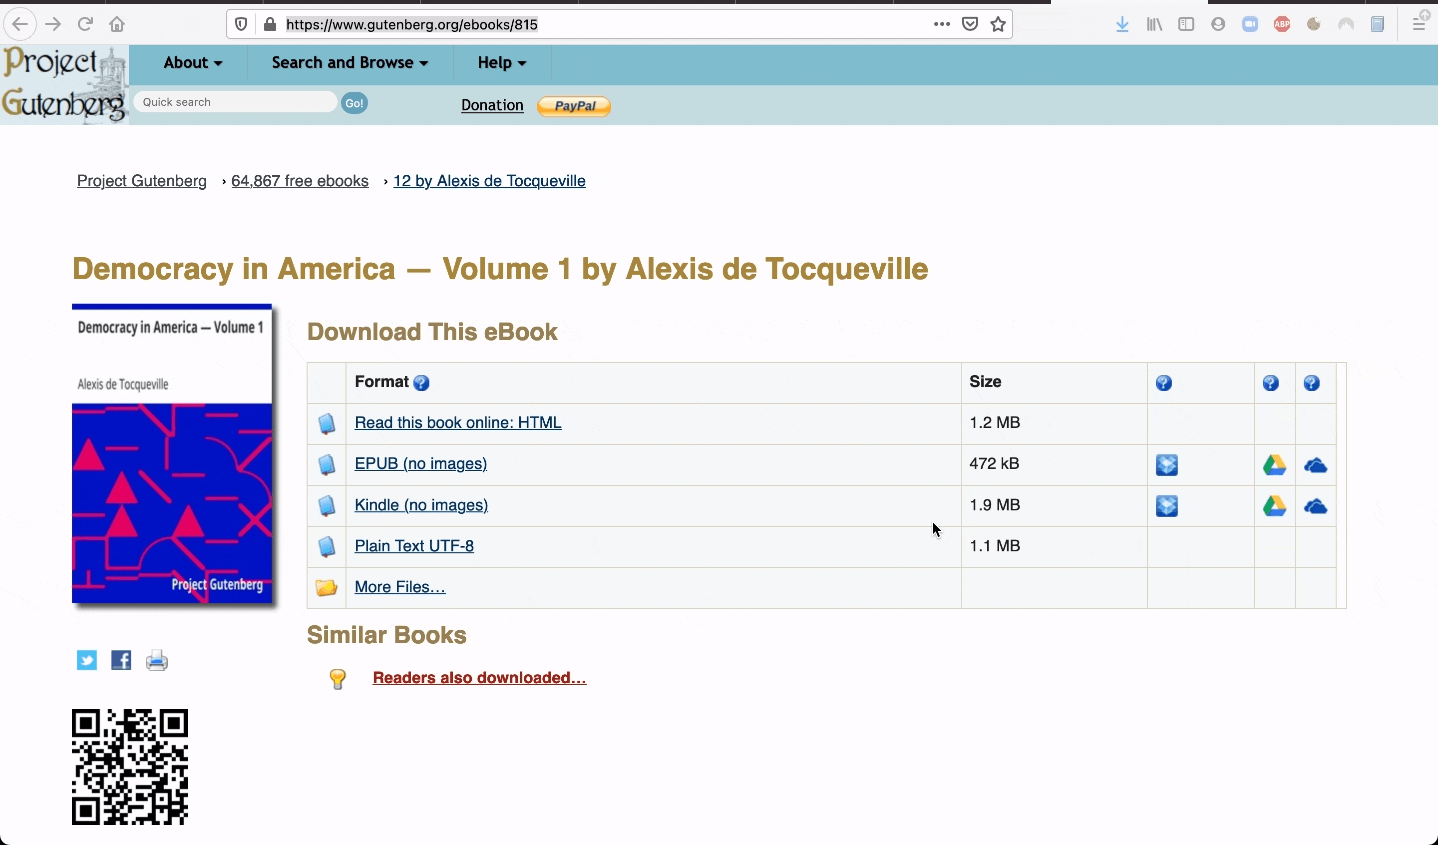 https://www.gutenberg.org/ebooks/815
ABP
Project Gutenberg
About
Search and Browse
Help
Quick search
Go!
Donation
PayPal
Project Gutenberg › 64,867 free ebooks › 12 by Alexis de Tocqueville
Democracy in America — Volume 1 by Alexis de Tocqueville
Democracy in America — Volume 1
Alexis de Tocqueville
Project Gutenberg
Download This eBook
Format ? Size ? ? ?
Read this book online: HTML 1.2 MB
EPUB (no images) 472 kB
Kindle (no images) 1.9 MB
Plain Text UTF-8 1.1 MB
More Files…
Similar Books
Readers also downloaded…